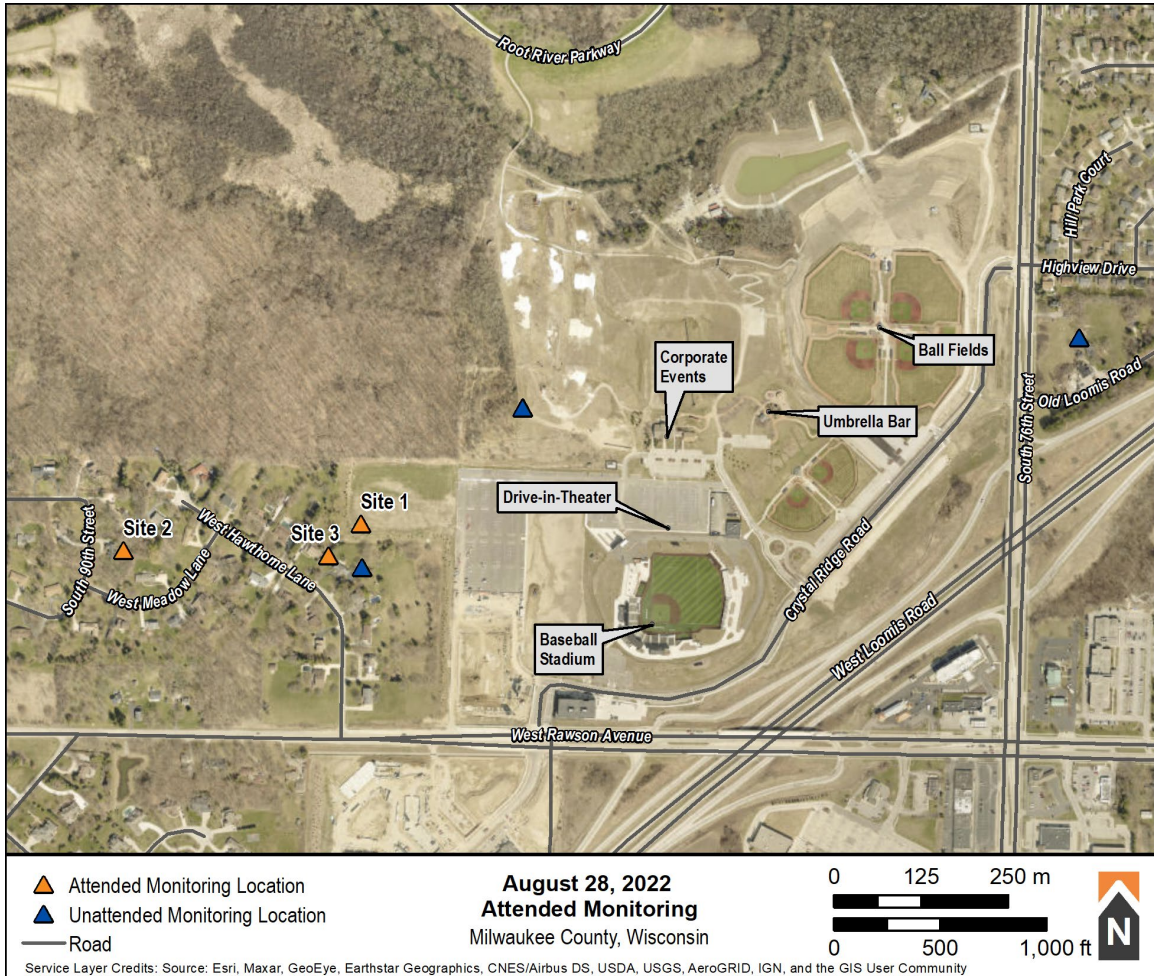 Root River Parkway
Hill Park Court
Highview Drive
Ball Fields
Corporate
Events
Old Loomis Road
Umbrella Bar
South 76th Street
Drive-in-Theater
Site 1
Site 2
Site 3
South 90th Street
West Hawthorne Lane
West Meadow Lane
Crystal Ridge Road
West Loomis Road
Baseball
Stadium
West Rawson Avenue
Attended Monitoring Location
Unattended Monitoring Location
Road
August 28, 2022
Attended Monitoring
Milwaukee County, Wisconsin
0 125 250 m
0 500 1,000 ft
N
Service Layer Credits: Source: Esri, Maxar, GeoEye, Earthstar Geographics, CNES/Airbus DS, USDA, USGS, AeroGRID, IGN, and the GIS User Community